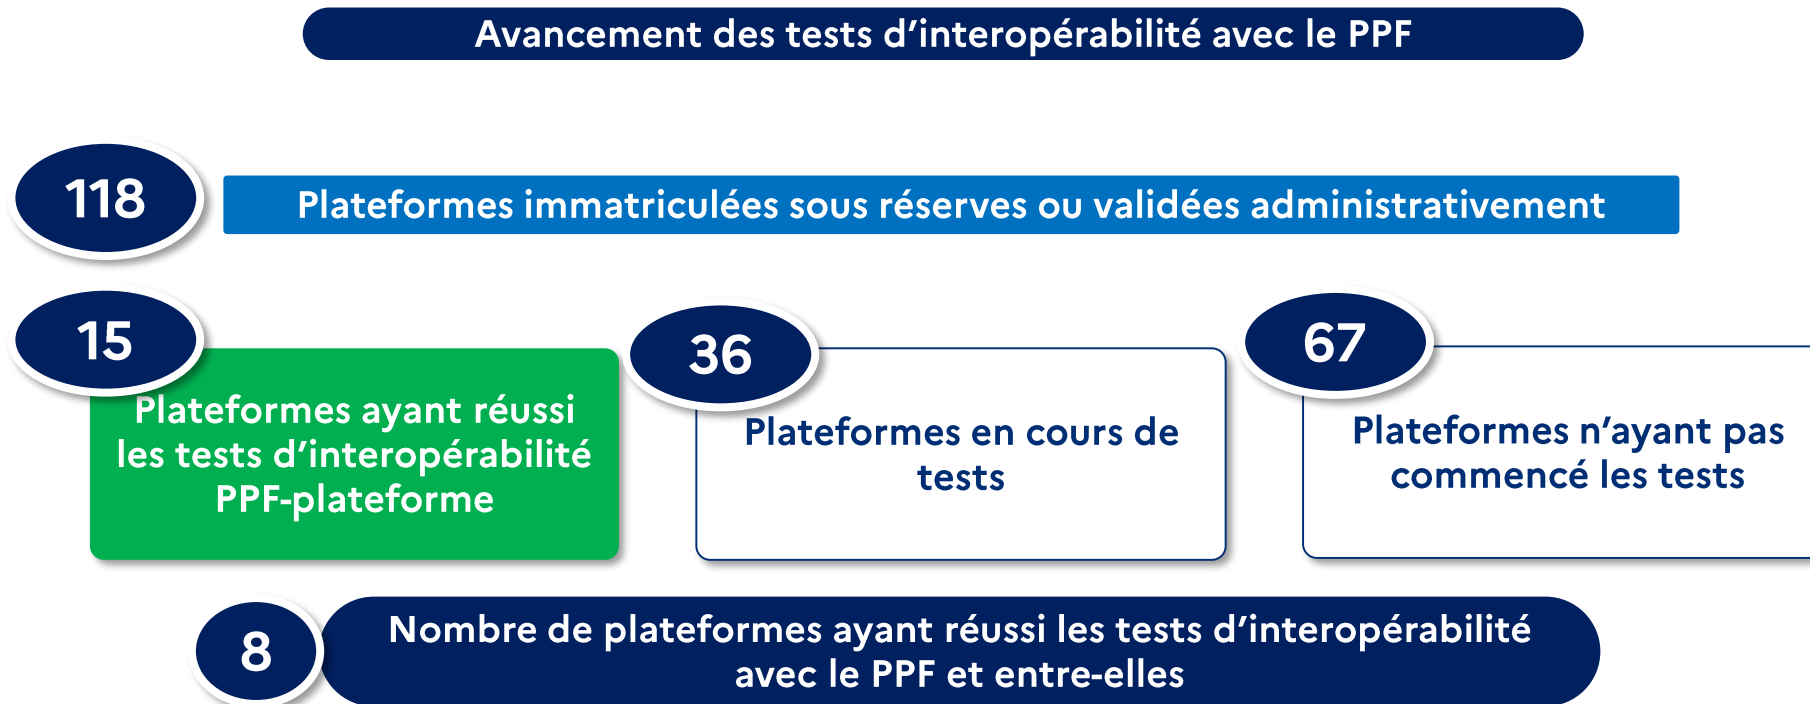 Avancement des tests d’interopérabilité avec le PPF
118
Plateformes immatriculées sous réserves ou validées administrativement
15
Plateformes ayant réussi
les tests d’interopérabilité
PPF-plateforme
36
Plateformes en cours de
tests
67
Plateformes n’ayant pas
commencé les tests
8
Nombre de plateformes ayant réussi les tests d’interopérabilité
avec le PPF et entre-elles